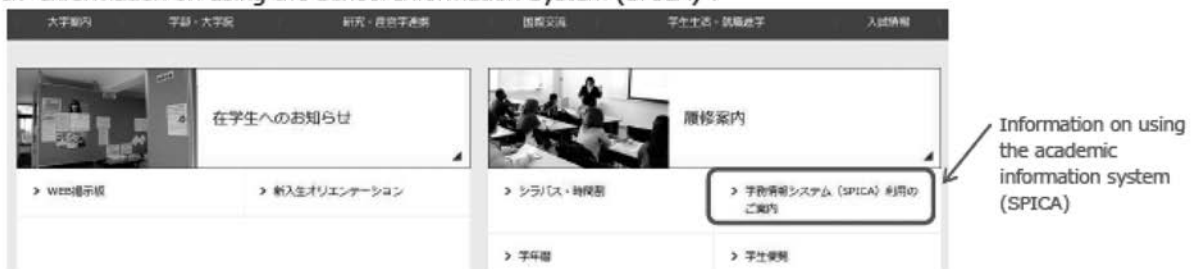 大学案内 学部・大学院 研究・産官学連携 国際交流 学生生活・就職進学 入試情報
在学生へのお知らせ
履修案内
> WEB掲示板
> 新入生オリエンテーション
> シラバス・時間割
> 学務情報システム（SPICA）利用の
ご案内
> 学年暦
> 学生便覧
Information on using
the academic
information system
(SPICA)